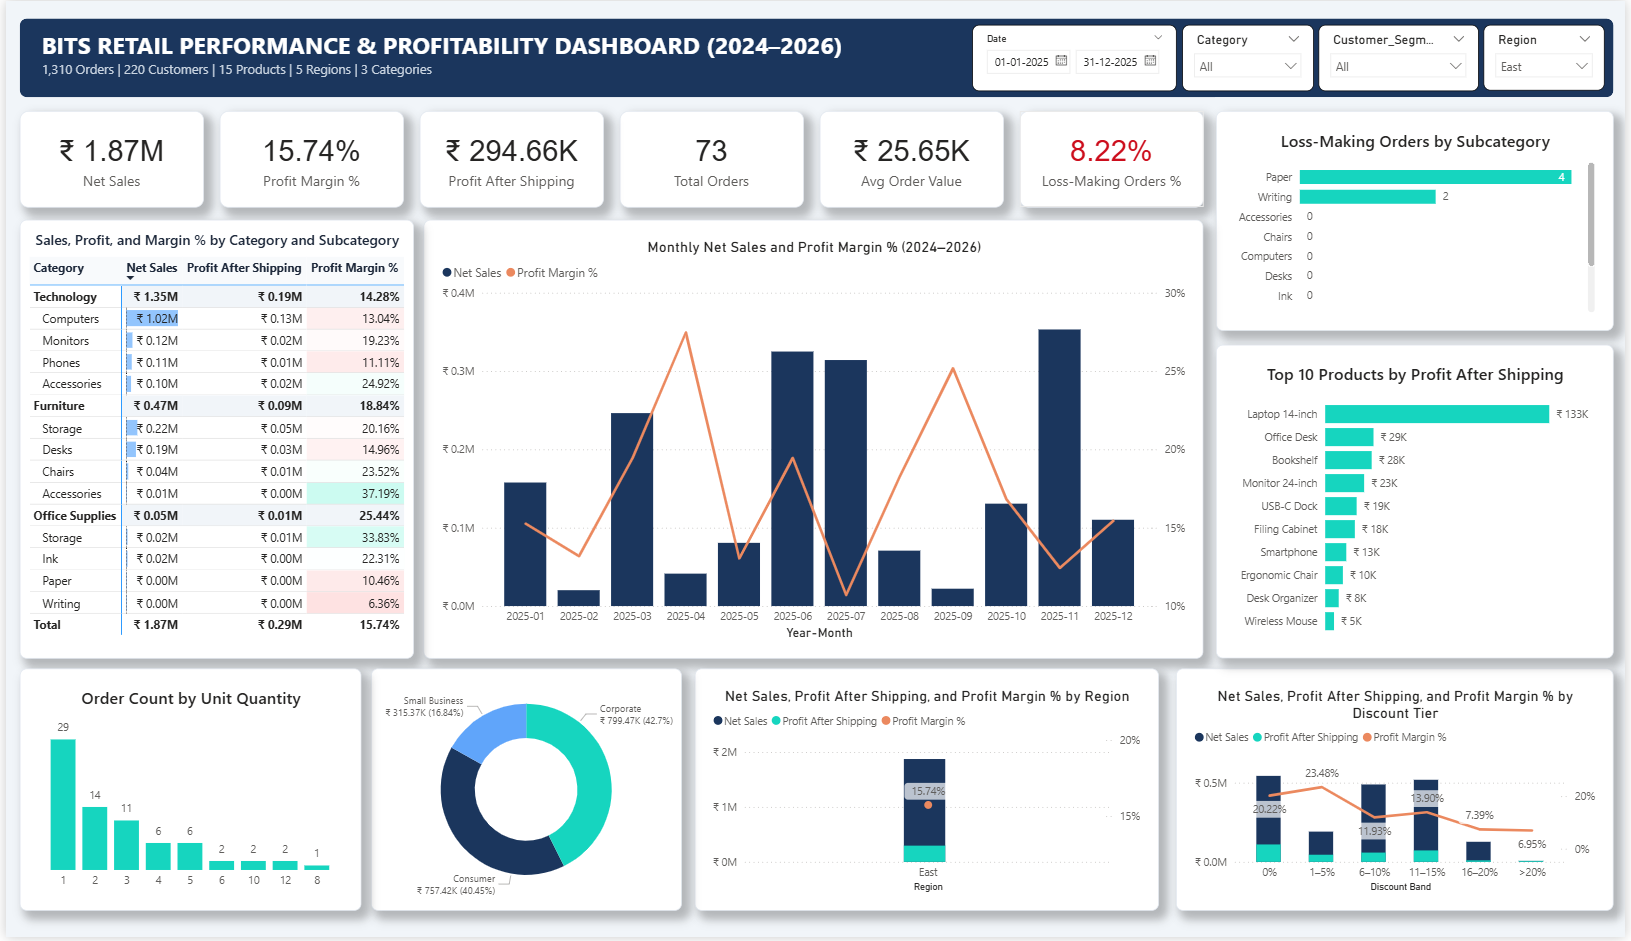 BITS RETAIL PERFORMANCE & PROFITABILITY DASHBOARD (2024–2026)
1,310 Orders | 220 Customers | 15 Products | 5 Regions | 3 Categories
Date
01-01-2025
31-12-2025
Category
All
Customer_Segm...
All
Region
East
₹ 1.87M
Net Sales
15.74%
Profit Margin %
₹ 294.66K
Profit After Shipping
73
Total Orders
₹ 25.65K
Avg Order Value
8.22%
Loss-Making Orders %
Loss-Making Orders by Subcategory
Paper 4
Writing 2
Accessories 0
Chairs 0
Computers 0
Desks 0
Ink 0
Sales, Profit, and Margin % by Category and Subcategory
Category Net Sales Profit After Shipping Profit Margin %
Technology ₹ 1.35M ₹ 0.19M 14.28%
Computers ₹ 1.02M ₹ 0.13M 13.04%
Monitors ₹ 0.12M ₹ 0.02M 19.23%
Phones ₹ 0.11M ₹ 0.01M 11.11%
Accessories ₹ 0.10M ₹ 0.02M 24.92%
Furniture ₹ 0.47M ₹ 0.09M 18.84%
Storage ₹ 0.22M ₹ 0.05M 20.16%
Desks ₹ 0.19M ₹ 0.03M 14.96%
Chairs ₹ 0.04M ₹ 0.01M 23.52%
Accessories ₹ 0.01M ₹ 0.00M 37.19%
Office Supplies ₹ 0.05M ₹ 0.01M 25.44%
Storage ₹ 0.02M ₹ 0.01M 33.83%
Ink ₹ 0.02M ₹ 0.00M 22.31%
Paper ₹ 0.00M ₹ 0.00M 10.46%
Writing ₹ 0.00M ₹ 0.00M 6.36%
Total ₹ 1.87M ₹ 0.29M 15.74%
Monthly Net Sales and Profit Margin % (2024–2026)
Net Sales Profit Margin %
₹ 0.4M 30%
₹ 0.3M 25%
₹ 0.2M 20%
₹ 0.1M 15%
₹ 0.0M 10%
2025-01 2025-02 2025-03 2025-04 2025-05 2025-06 2025-07 2025-08 2025-09 2025-10 2025-11 2025-12
Year-Month
Top 10 Products by Profit After Shipping
Laptop 14-inch ₹ 133K
Office Desk ₹ 29K
Bookshelf ₹ 28K
Monitor 24-inch ₹ 23K
USB-C Dock ₹ 19K
Filing Cabinet ₹ 18K
Smartphone ₹ 13K
Ergonomic Chair ₹ 10K
Desk Organizer ₹ 8K
Wireless Mouse ₹ 5K
Order Count by Unit Quantity
29 14 11 6 6 2 2 2 1
1 2 3 4 5 6 10 12 8
Small Business
₹ 315.37K (16.84%)
Corporate
₹ 799.47K (42.7%)
Consumer
₹ 757.42K (40.45%)
Net Sales, Profit After Shipping, and Profit Margin % by Region
Net Sales Profit After Shipping Profit Margin %
₹ 2M 20%
15.74%
₹ 1M 15%
₹ 0M
East
Region
Net Sales, Profit After Shipping, and Profit Margin % by
Discount Tier
Net Sales Profit After Shipping Profit Margin %
₹ 0.5M 20%
₹ 0.0M 0%
20.22% 23.48% 11.93% 13.90% 7.39% 6.95%
0% 1–5% 6–10% 11–15% 16–20% >20%
Discount Band